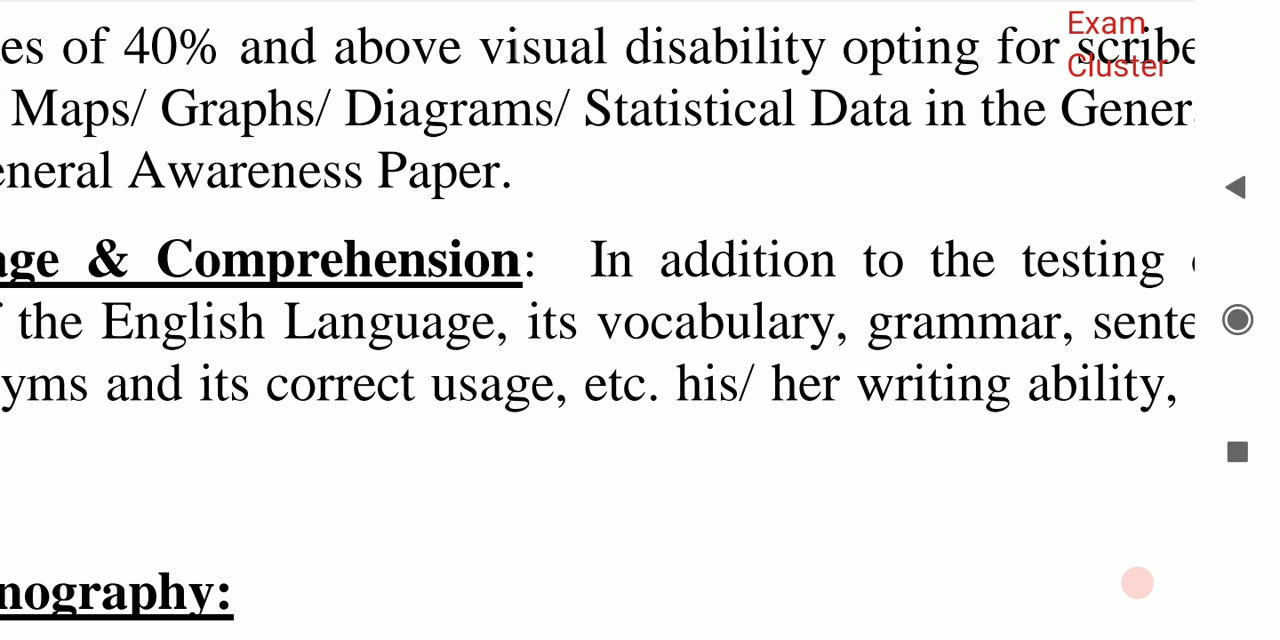 es of 40% and above visual disability opting for scribe
Exam
Cluster
Maps/ Graphs/ Diagrams/ Statistical Data in the Gener
eneral Awareness Paper.
age & Comprehension: In addition to the testing
the English Language, its vocabulary, grammar, sente
yms and its correct usage, etc. his/ her writing ability,
nography: